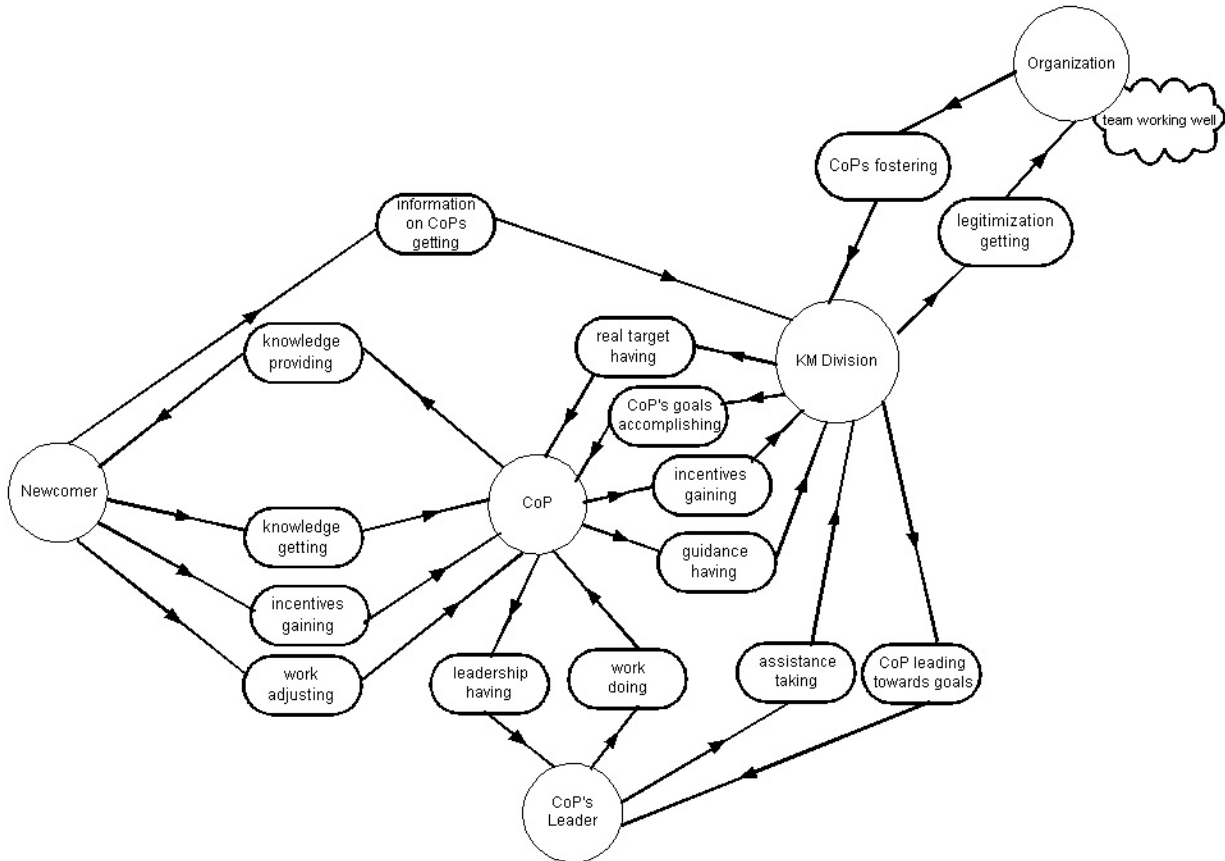 Organization
team working well
CoPs fostering
information
on CoPs
getting
legitimization
getting
knowledge
providing
real target
having
KM Division
CoP's goals
accomplishing
Newcomer
CoP
incentives
gaining
knowledge
getting
guidance
having
incentives
gaining
work
adjusting
leadership
having
work
doing
assistance
taking
CoP leading
towards goals
CoP's
Leader